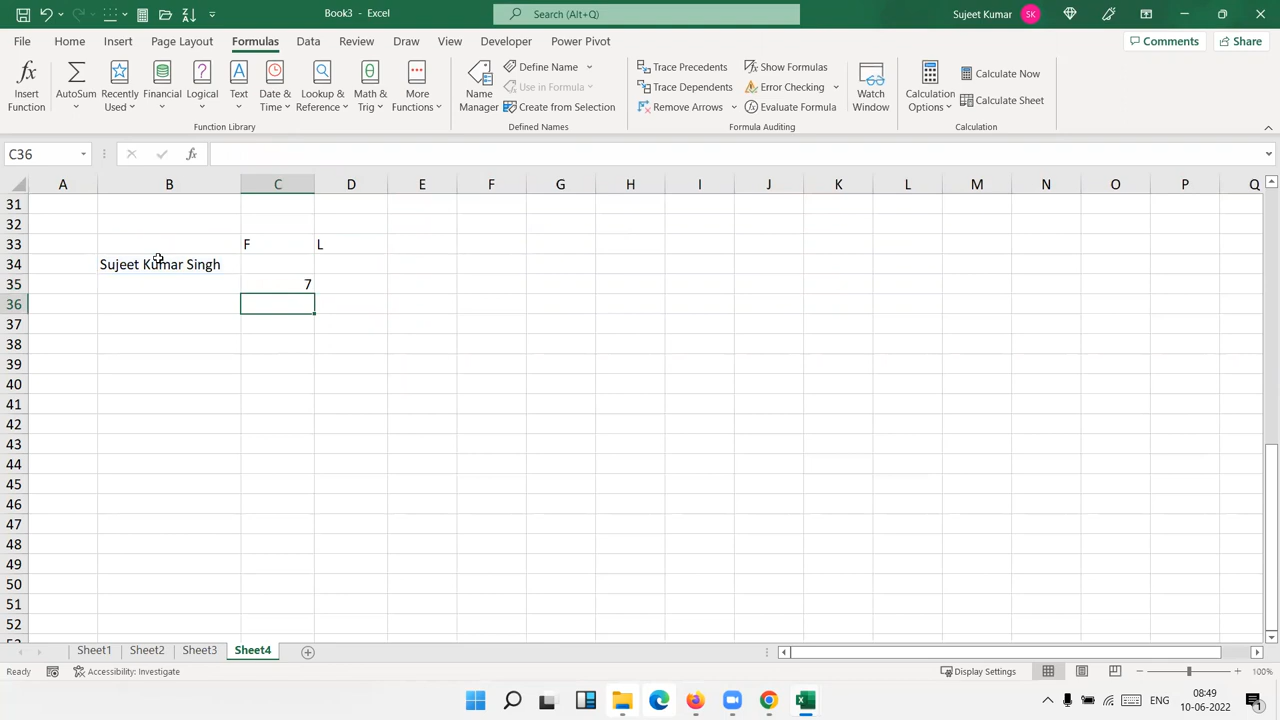 Book3 - Excel
Search (Alt+Q)
Sujeet Kumar
SK
File
Home
Insert
Page Layout
Formulas
Data
Review
View
Developer
Power Pivot
Comments
Share
Insert Function
AutoSum
Recently Used
Financial
Logical
Text
Date & Time
Lookup & Reference
Math & Trig
More Functions
Function Library
Name Manager
Define Name
Use in Formula
Create from Selection
Defined Names
Trace Precedents
Trace Dependents
Remove Arrows
Show Formulas
Error Checking
Evaluate Formula
Formula Auditing
Watch Window
Calculation Options
Calculate Now
Calculate Sheet
Calculation
C36
fx
A B C D E F G H I J K L M N O P Q
31
32
33 F L
34 Sujeet Kumar Singh
35 7
36
37
38
39
40
41
42
43
44
45
46
47
48
49
50
51
52
Sheet1 Sheet2 Sheet3 Sheet4
Ready
Accessibility: Investigate
Display Settings
100%
ENG
08:49
10-06-2022